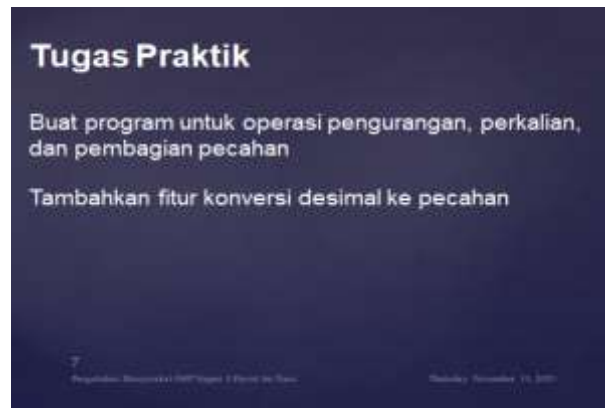 Tugas Praktik
Buat program untuk operasi pengurangan, perkalian,
dan pembagian pecahan
Tambahkan fitur konversi desimal ke pecahan
7